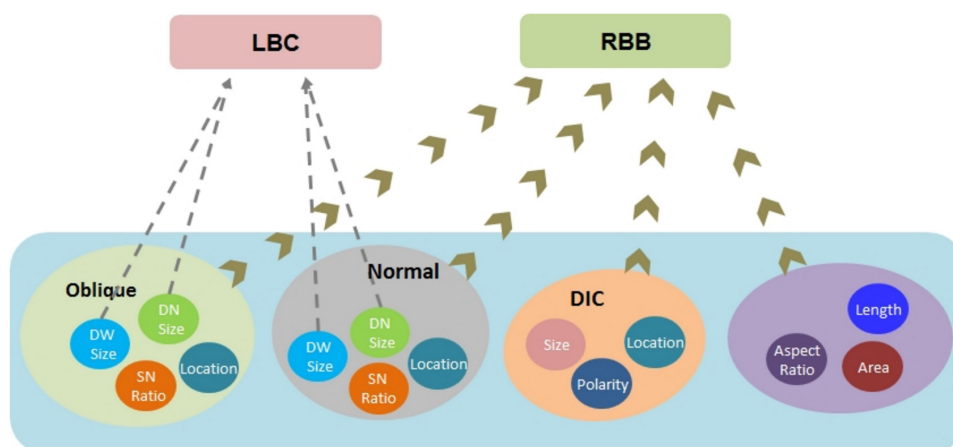 LBC
RBB
Oblique
DN
Size
DW
Size
SN
Ratio
Location
Normal
DN
Size
DW
Size
SN
Ratio
Location
DIC
Size
Location
Polarity
Length
Aspect
Ratio
Area